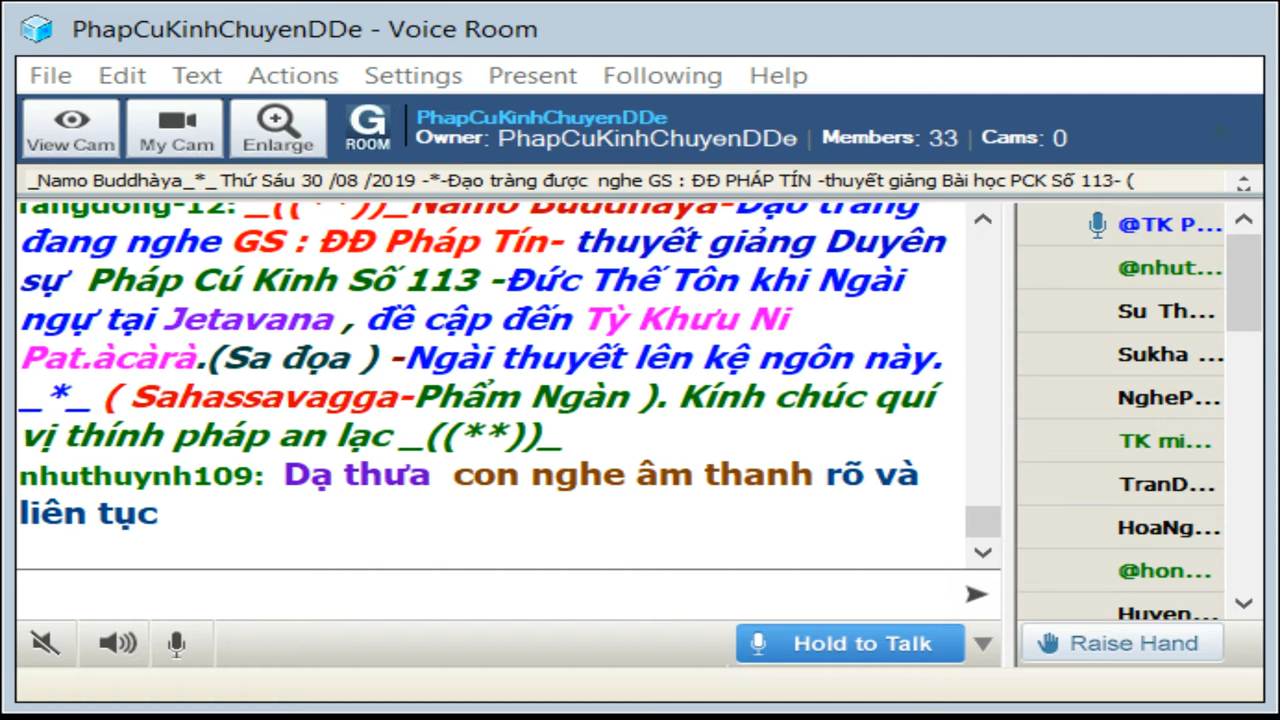 PhapCuKinhChuyenDDe - Voice Room
File Edit Text Actions Settings Present Following Help
View Cam My Cam Enlarge G ROOM
PhapCuKinhChuyenDDe
Owner: PhapCuKinhChuyenDDe | Members: 33 | Cams: 0
_Namo Buddhàya_*_ Thứ Sáu 30 /08 /2019 -*-Đạo tràng được nghe GS : ĐĐ PHÁP TÍN -thuyết giảng Bài học PCK Số 113- (
rangdong-12: _((**))_Namo Buddhaya-Đạo tràng
đang nghe GS : ĐĐ Pháp Tín- thuyết giảng Duyên
sự Pháp Cú Kinh Số 113 -Đức Thế Tôn khi Ngài
ngự tại Jetavana , đề cập đến Tỳ Khưu Ni
Pat.àcàrà.(Sa đọa ) -Ngài thuyết lên kệ ngôn này.
_*_ ( Sahassavagga-Phẩm Ngàn ). Kính chúc quí
vị thính pháp an lạc _((**))_
nhuthuynh109: Dạ thưa con nghe âm thanh rõ và
liên tục
@TK P...
@nhut...
Su Th...
Sukha ...
NgheP...
TK mi...
TranD...
HoaNg...
@hon...
Huyen...
Hold to Talk
Raise Hand